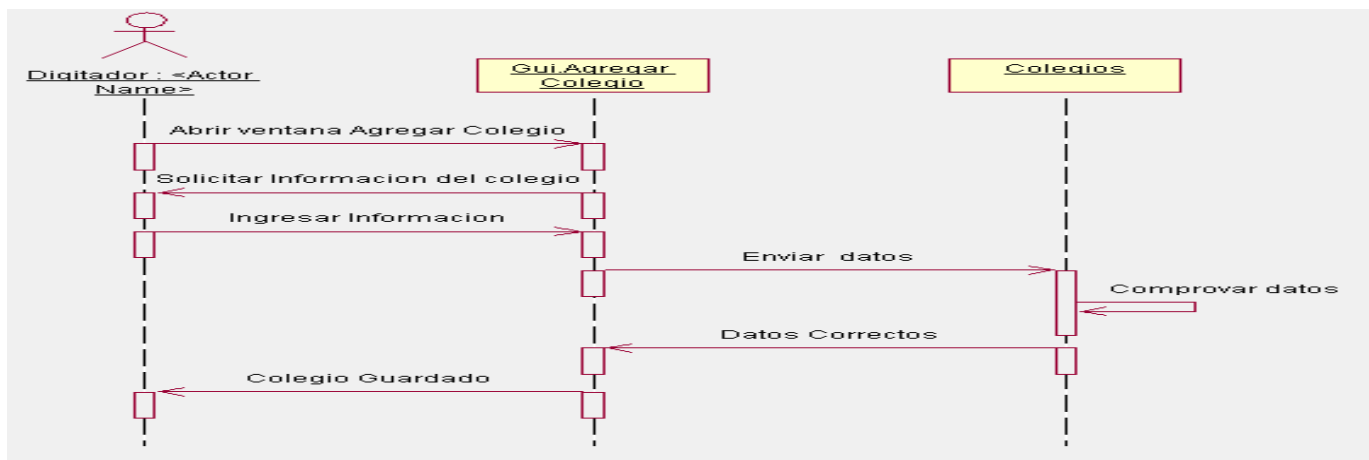 Digitador : <Actor
Name>
Gui.Agregar
Colegio
Colegios
Abrir ventana Agregar Colegio
Solicitar Informacion del colegio
Ingresar Informacion
Enviar datos
Comprovar datos
Datos Correctos
Colegio Guardado